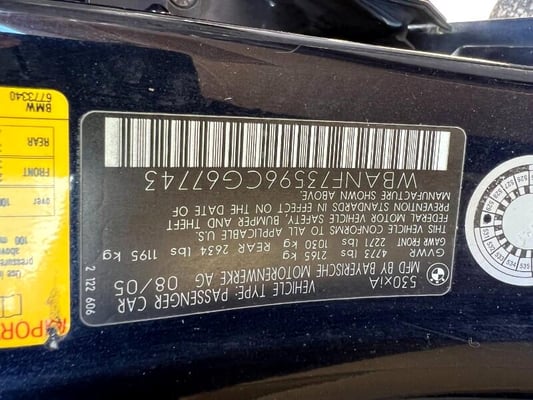 530xiA
MFD BY BAYERISCHE MOTORENWERKE AG 08/05
VEHICLE TYPE: PASSENGER CAR
GVWR 4773 lbs 2165 kg
GAWR FRONT 2271 lbs 1030 kg REAR 2634 lbs 1195 kg
THIS VEHICLE CONFORMS TO ALL APPLICABLE U.S.
FEDERAL MOTOR VEHICLE SAFETY, BUMPER AND THEFT
PREVENTION STANDARDS IN EFFECT ON THE DATE OF
MANUFACTURE SHOWN ABOVE.
WBANF73596CG67743
2 122 606
BMW
6773340
REAR
FRONT
over